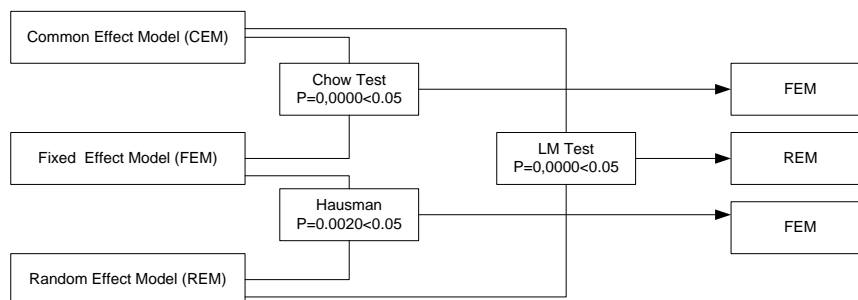 Common Effect Model (CEM)
Chow Test
P=0,0000<0.05
FEM
Fixed Effect Model (FEM)
LM Test
P=0,0000<0.05
REM
Hausman
P=0.0020<0.05
FEM
Random Effect Model (REM)